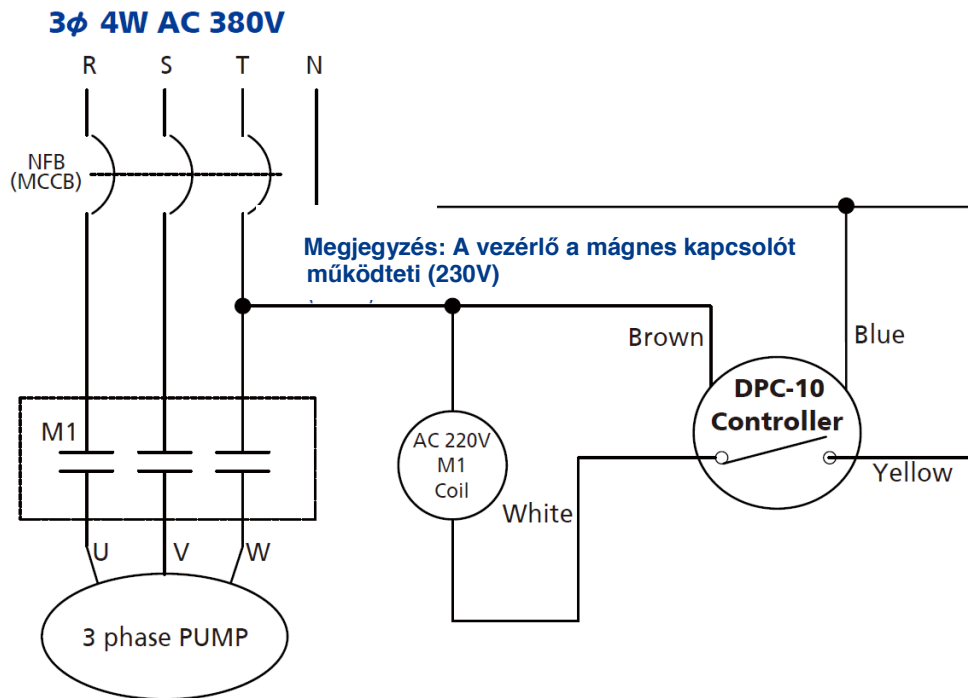 3ϕ 4W AC 380V
R S T N
NFB
(MCCB)
Megjegyzés: A vezérlő a mágnes kapcsolót
működteti (230V)
Brown
Blue
DPC-10
Controller
M1
AC 220V
M1
Coil
Yellow
White
U V W
3 phase PUMP